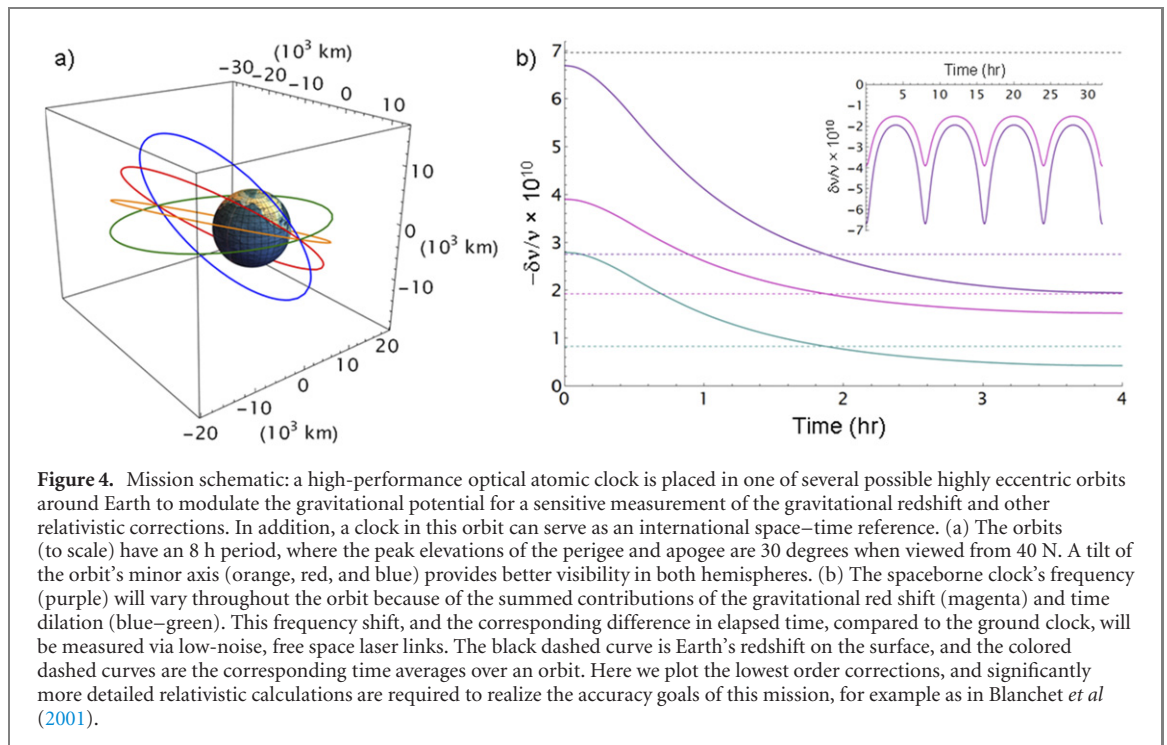 a)
(10³ km)
−30 −20 −10 0 10
10
0
(10³ km)
−10
20
10
0
−10
−20
(10³ km)
b)
7
6
5
4
3
2
1
0
−δν/ν × 10¹⁰
0 1 2 3 4
Time (hr)
Time (hr)
0 5 10 15 20 25 30
−1
−2
−3
−4
−5
−6
−7
δν/ν × 10¹⁰
Figure 4. Mission schematic: a high-performance optical atomic clock is placed in one of several possible highly eccentric orbits
around Earth to modulate the gravitational potential for a sensitive measurement of the gravitational redshift and other
relativistic corrections. In addition, a clock in this orbit can serve as an international space–time reference. (a) The orbits
(to scale) have an 8 h period, where the peak elevations of the perigee and apogee are 30 degrees when viewed from 40 N. A tilt of
the orbit's minor axis (orange, red, and blue) provides better visibility in both hemispheres. (b) The spaceborne clock's frequency
(purple) will vary throughout the orbit because of the summed contributions of the gravitational red shift (magenta) and time
dilation (blue–green). This frequency shift, and the corresponding difference in elapsed time, compared to the ground clock, will
be measured via low-noise, free space laser links. The black dashed curve is Earth's redshift on the surface, and the colored
dashed curves are the corresponding time averages over an orbit. Here we plot the lowest order corrections, and significantly
more detailed relativistic calculations are required to realize the accuracy goals of this mission, for example as in Blanchet et al
(2001).